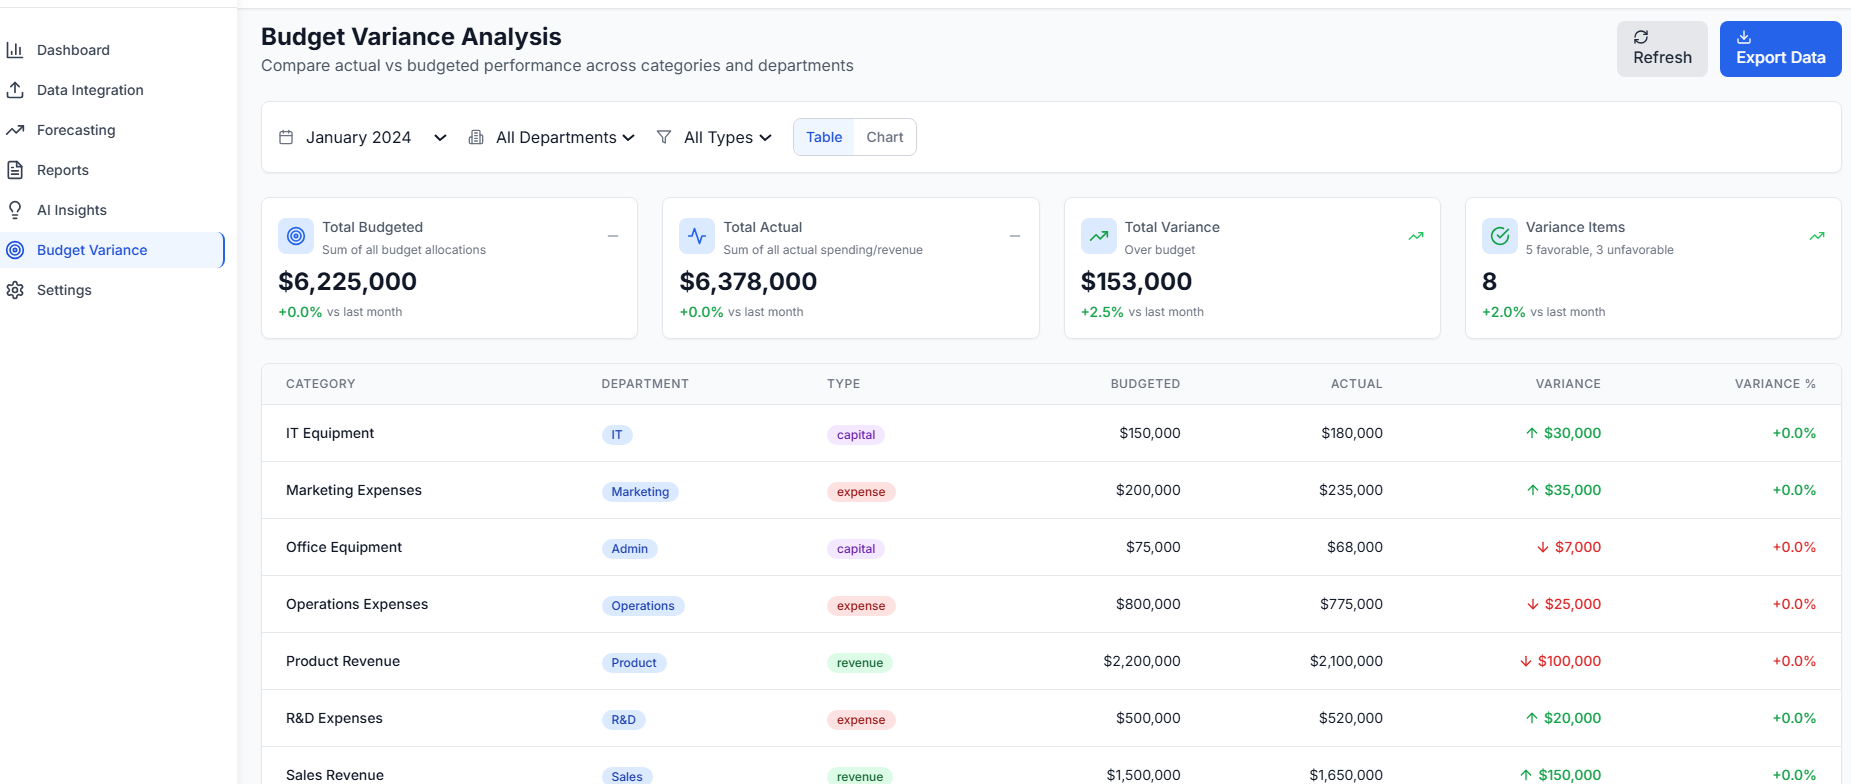 Dashboard
Data Integration
Forecasting
Reports
AI Insights
Budget Variance
Settings
Budget Variance Analysis
Compare actual vs budgeted performance across categories and departments
Refresh
Export Data
January 2024 All Departments All Types Table Chart
Total Budgeted
Sum of all budget allocations
$6,225,000
+0.0% vs last month
Total Actual
Sum of all actual spending/revenue
$6,378,000
+0.0% vs last month
Total Variance
Over budget
$153,000
+2.5% vs last month
Variance Items
5 favorable, 3 unfavorable
8
+2.0% vs last month
CATEGORY DEPARTMENT TYPE BUDGETED ACTUAL VARIANCE VARIANCE %
IT Equipment IT capital $150,000 $180,000 ↑ $30,000 +0.0%
Marketing Expenses Marketing expense $200,000 $235,000 ↑ $35,000 +0.0%
Office Equipment Admin capital $75,000 $68,000 ↓ $7,000 +0.0%
Operations Expenses Operations expense $800,000 $775,000 ↓ $25,000 +0.0%
Product Revenue Product revenue $2,200,000 $2,100,000 ↓ $100,000 +0.0%
R&D Expenses R&D expense $500,000 $520,000 ↑ $20,000 +0.0%
Sales Revenue Sales revenue $1,500,000 $1,650,000 ↑ $150,000 +0.0%